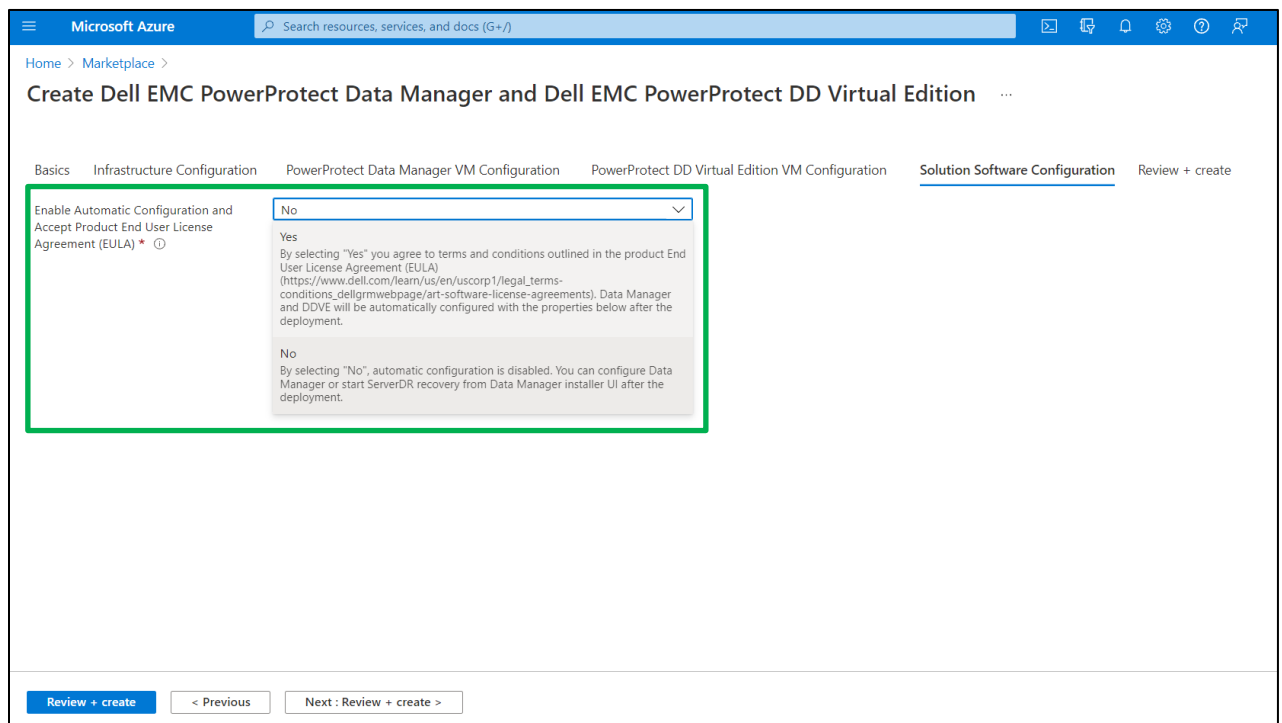 Microsoft Azure
Search resources, services, and docs (G+/)
Home > Marketplace >
Create Dell EMC PowerProtect Data Manager and Dell EMC PowerProtect DD Virtual Edition ...
Basics Infrastructure Configuration PowerProtect Data Manager VM Configuration PowerProtect DD Virtual Edition VM Configuration Solution Software Configuration Review + create
Enable Automatic Configuration and
Accept Product End User License
Agreement (EULA) *
No
Yes
By selecting "Yes" you agree to terms and conditions outlined in the product End
User License Agreement (EULA)
(https://www.dell.com/learn/us/en/uscorp1/legal_terms-
conditions_dellgrmwebpage/art-software-license-agreements). Data Manager
and DDVE will be automatically configured with the properties below after the
deployment.
No
By selecting "No", automatic configuration is disabled. You can configure Data
Manager or start ServerDR recovery from Data Manager installer UI after the
deployment.
Review + create
< Previous
Next : Review + create >